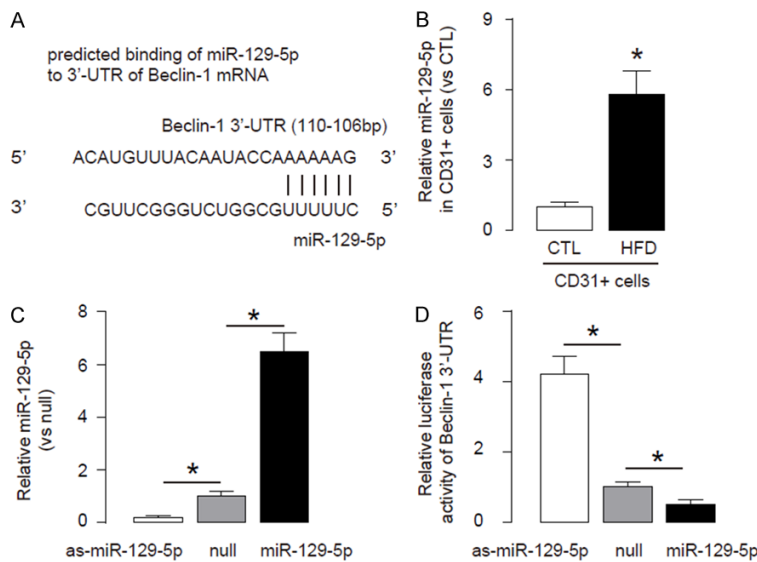 A
predicted binding of miR-129-5p
to 3’-UTR of Beclin-1 mRNA
Beclin-1 3’-UTR (110-106bp)
5’ ACAUGUUUACAAUACCAAAAAAG 3’
3’ CGUUCGGGUCUGGCGUUUUUC 5’
miR-129-5p
B
Relative miR-129-5p
in CD31+ cells (vs CTL)
9
6
3
0
*
CTL HFD
CD31+ cells
C
Relative miR-129-5p
(vs null)
8
6
4
2
0
*
*
as-miR-129-5p null miR-129-5p
D
Relative luciferase
activity of Beclin-1 3’-UTR
6
4
2
0
*
*
as-miR-129-5p null miR-129-5p